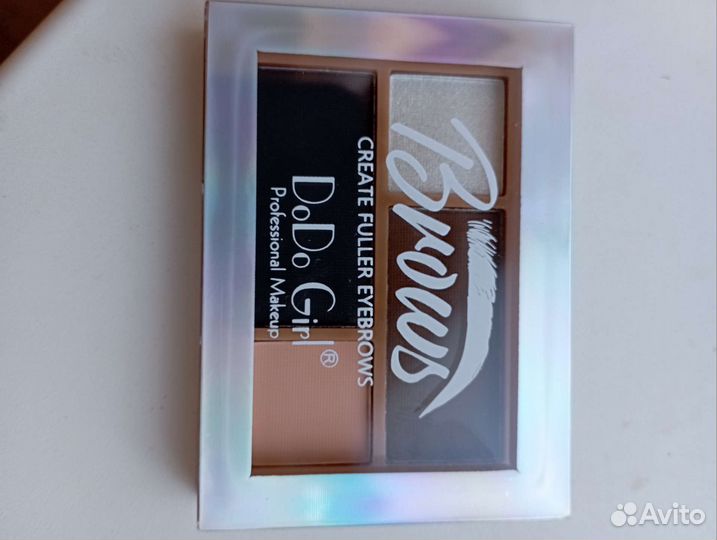 Brows
CREATE FULLER EYEBROWS
DoDo Girl®
Professional Makeup
Avito